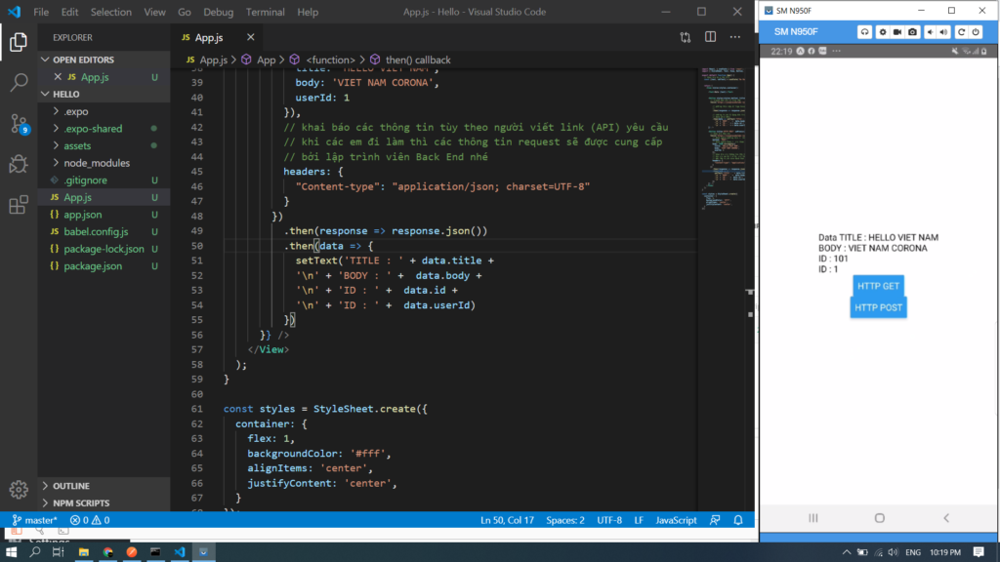 File Edit Selection View Go Debug Terminal Help
App.js - Hello - Visual Studio Code
EXPLORER
OPEN EDITORS
JS App.js U
HELLO
.expo
.expo-shared
assets
node_modules
.gitignore U
JS App.js U
{} app.json U
JS babel.config.js U
{} package-lock.json U
{} package.json U
OUTLINE
NPM SCRIPTS
9
JS App.js
JS App.js > App > <function> > then() callback
38 title: 'HELLO VIET NAM',
39 body: 'VIET NAM CORONA',
40 userId: 1
41 }),
42 // khai báo các thông tin tùy theo người viết link (API) yêu cầu
43 // khi các em đi làm thì các thông tin request sẽ được cung cấp
44 // bởi lập trình viên Back End nhé
45 headers: {
46 "Content-type": "application/json; charset=UTF-8"
47 }
48 })
49 .then(response => response.json())
50 .then(data => {
51 setText('TITLE : ' + data.title +
52 '\n' + 'BODY : ' + data.body +
53 '\n' + 'ID : ' + data.id +
54 '\n' + 'ID : ' + data.userId)
55 })
56 }} />
57 </View>
58 );
59 }
60
61 const styles = StyleSheet.create({
62 container: {
63 flex: 1,
64 backgroundColor: '#fff',
65 alignItems: 'center',
66 justifyContent: 'center',
67 }
68 });
master* 0 0
Ln 50, Col 17 Spaces: 2 UTF-8 LF JavaScript
SM N950F
SM N950F
22:19
Data TITLE : HELLO VIET NAM
BODY : VIET NAM CORONA
ID : 101
ID : 1
HTTP GET
HTTP POST
Settings
ENG 10:19 PM